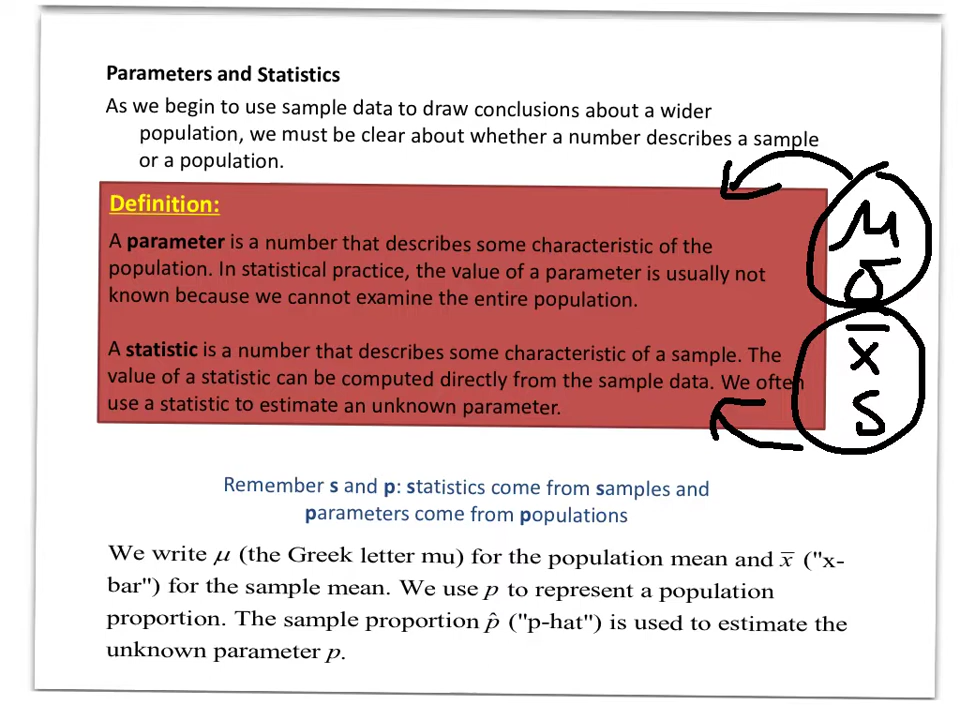 Parameters and Statistics
As we begin to use sample data to draw conclusions about a wider
population, we must be clear about whether a number describes a sample
or a population.
Definition:
A parameter is a number that describes some characteristic of the
population. In statistical practice, the value of a parameter is usually not
known because we cannot examine the entire population.
μ
σ
A statistic is a number that describes some characteristic of a sample. The
value of a statistic can be computed directly from the sample data. We often
use a statistic to estimate an unknown parameter.
x̅
s
Remember s and p: statistics come from samples and
parameters come from populations
We write μ (the Greek letter mu) for the population mean and x̅ ("x-
bar") for the sample mean. We use p to represent a population
proportion. The sample proportion p̂ ("p-hat") is used to estimate the
unknown parameter p.